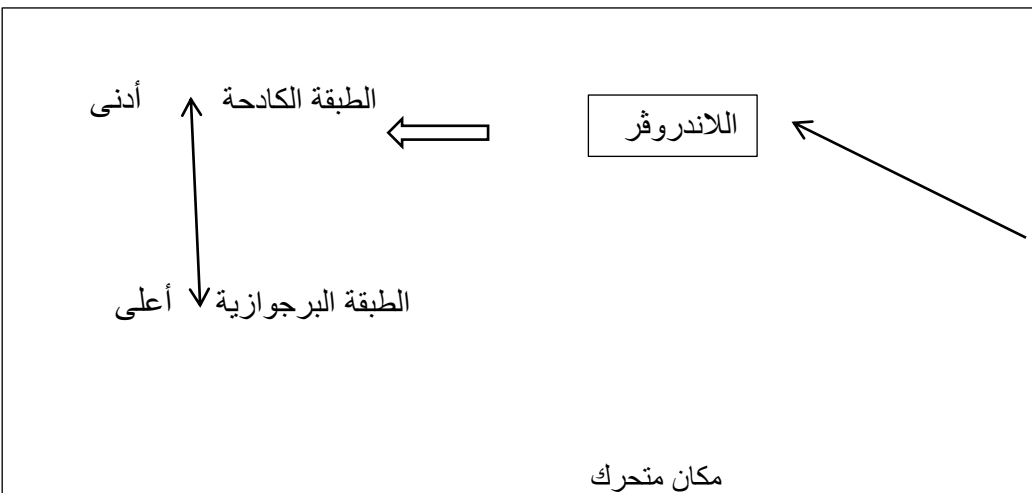 اللاندروڤر
الطبقة الكادحة
أدنى
الطبقة البرجوازية
أعلى
مكان متحرك